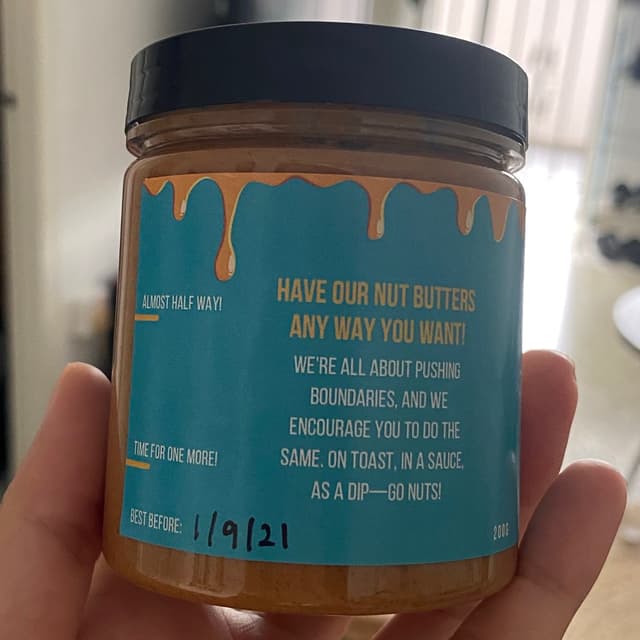 ALMOST HALF WAY!
HAVE OUR NUT BUTTERS
ANY WAY YOU WANT!
WE'RE ALL ABOUT PUSHING
BOUNDARIES, AND WE
ENCOURAGE YOU TO DO THE
SAME. ON TOAST, IN A SAUCE,
AS A DIP—GO NUTS!
TIME FOR ONE MORE!
BEST BEFORE: 1/9/21
200G